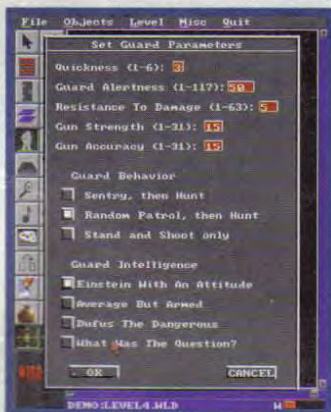 File Objects Level Misc Quit
Set Guard Parameters
Quickness (1-6): 3
Guard Alertness (1-117): 50
Resistance To Damage (1-63): 5
Gun Strength (1-31): 15
Gun Accuracy (1-31): 15
Guard Behavior
Sentry, then Hunt
Random Patrol, then Hunt
Stand and Shoot only
Guard Intelligence
Einstein With An Attitude
Average But Armed
Dufus The Dangerous
What Was The Question?
OK CANCEL
DEMO:LEVEL4.WLD